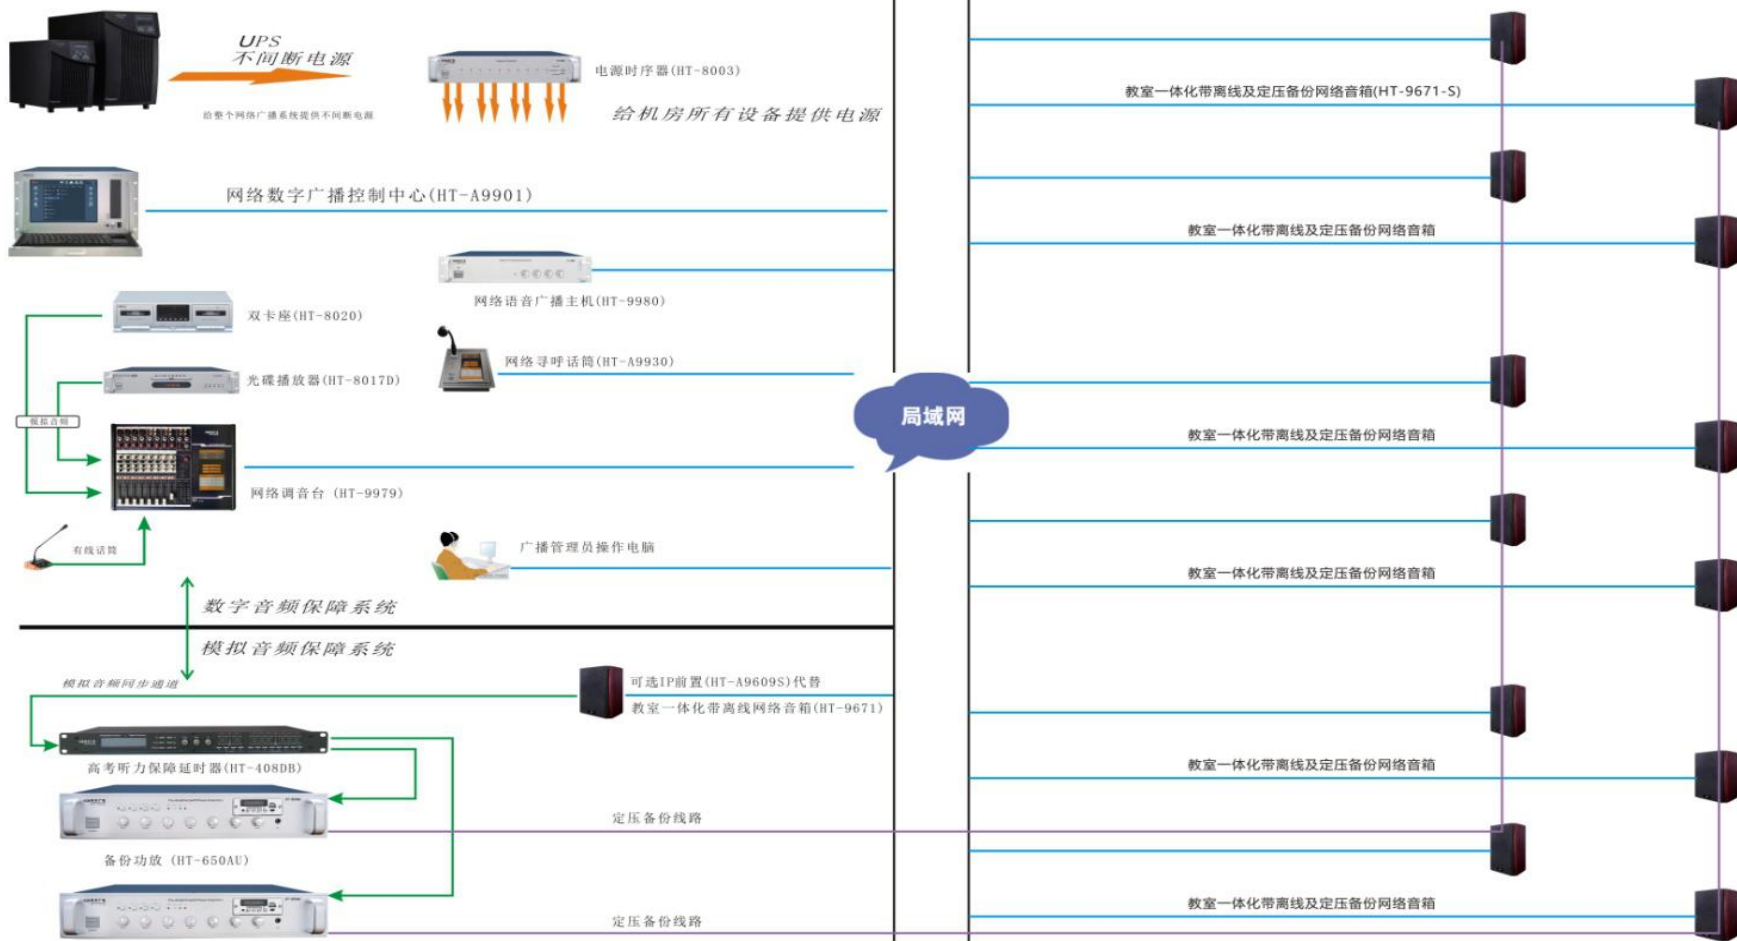 UPS
不间断电源
给整个网络广播系统提供不间断电源
电源时序器(HT-8003)
给机房所有设备提供电源
网络数字广播控制中心(HT-A9901)
网络语音广播主机(HT-9980)
双卡座(HT-8020)
网络寻呼话筒(HT-A9930)
光碟播放器(HT-8017D)
模拟音频
网络调音台 (HT-9979)
有线话筒
广播管理员操作电脑
数字音频保障系统
模拟音频保障系统
模拟音频同步通道
可选IP前置(HT-A9609S)代替
教室一体化带离线网络音箱(HT-9671)
高考听力保障延时器(HT-408DB)
定压备份线路
备份功放 (HT-650AU)
定压备份线路
局域网
教室一体化带离线及定压备份网络音箱(HT-9671-S)
教室一体化带离线及定压备份网络音箱
教室一体化带离线及定压备份网络音箱
教室一体化带离线及定压备份网络音箱
教室一体化带离线及定压备份网络音箱
教室一体化带离线及定压备份网络音箱